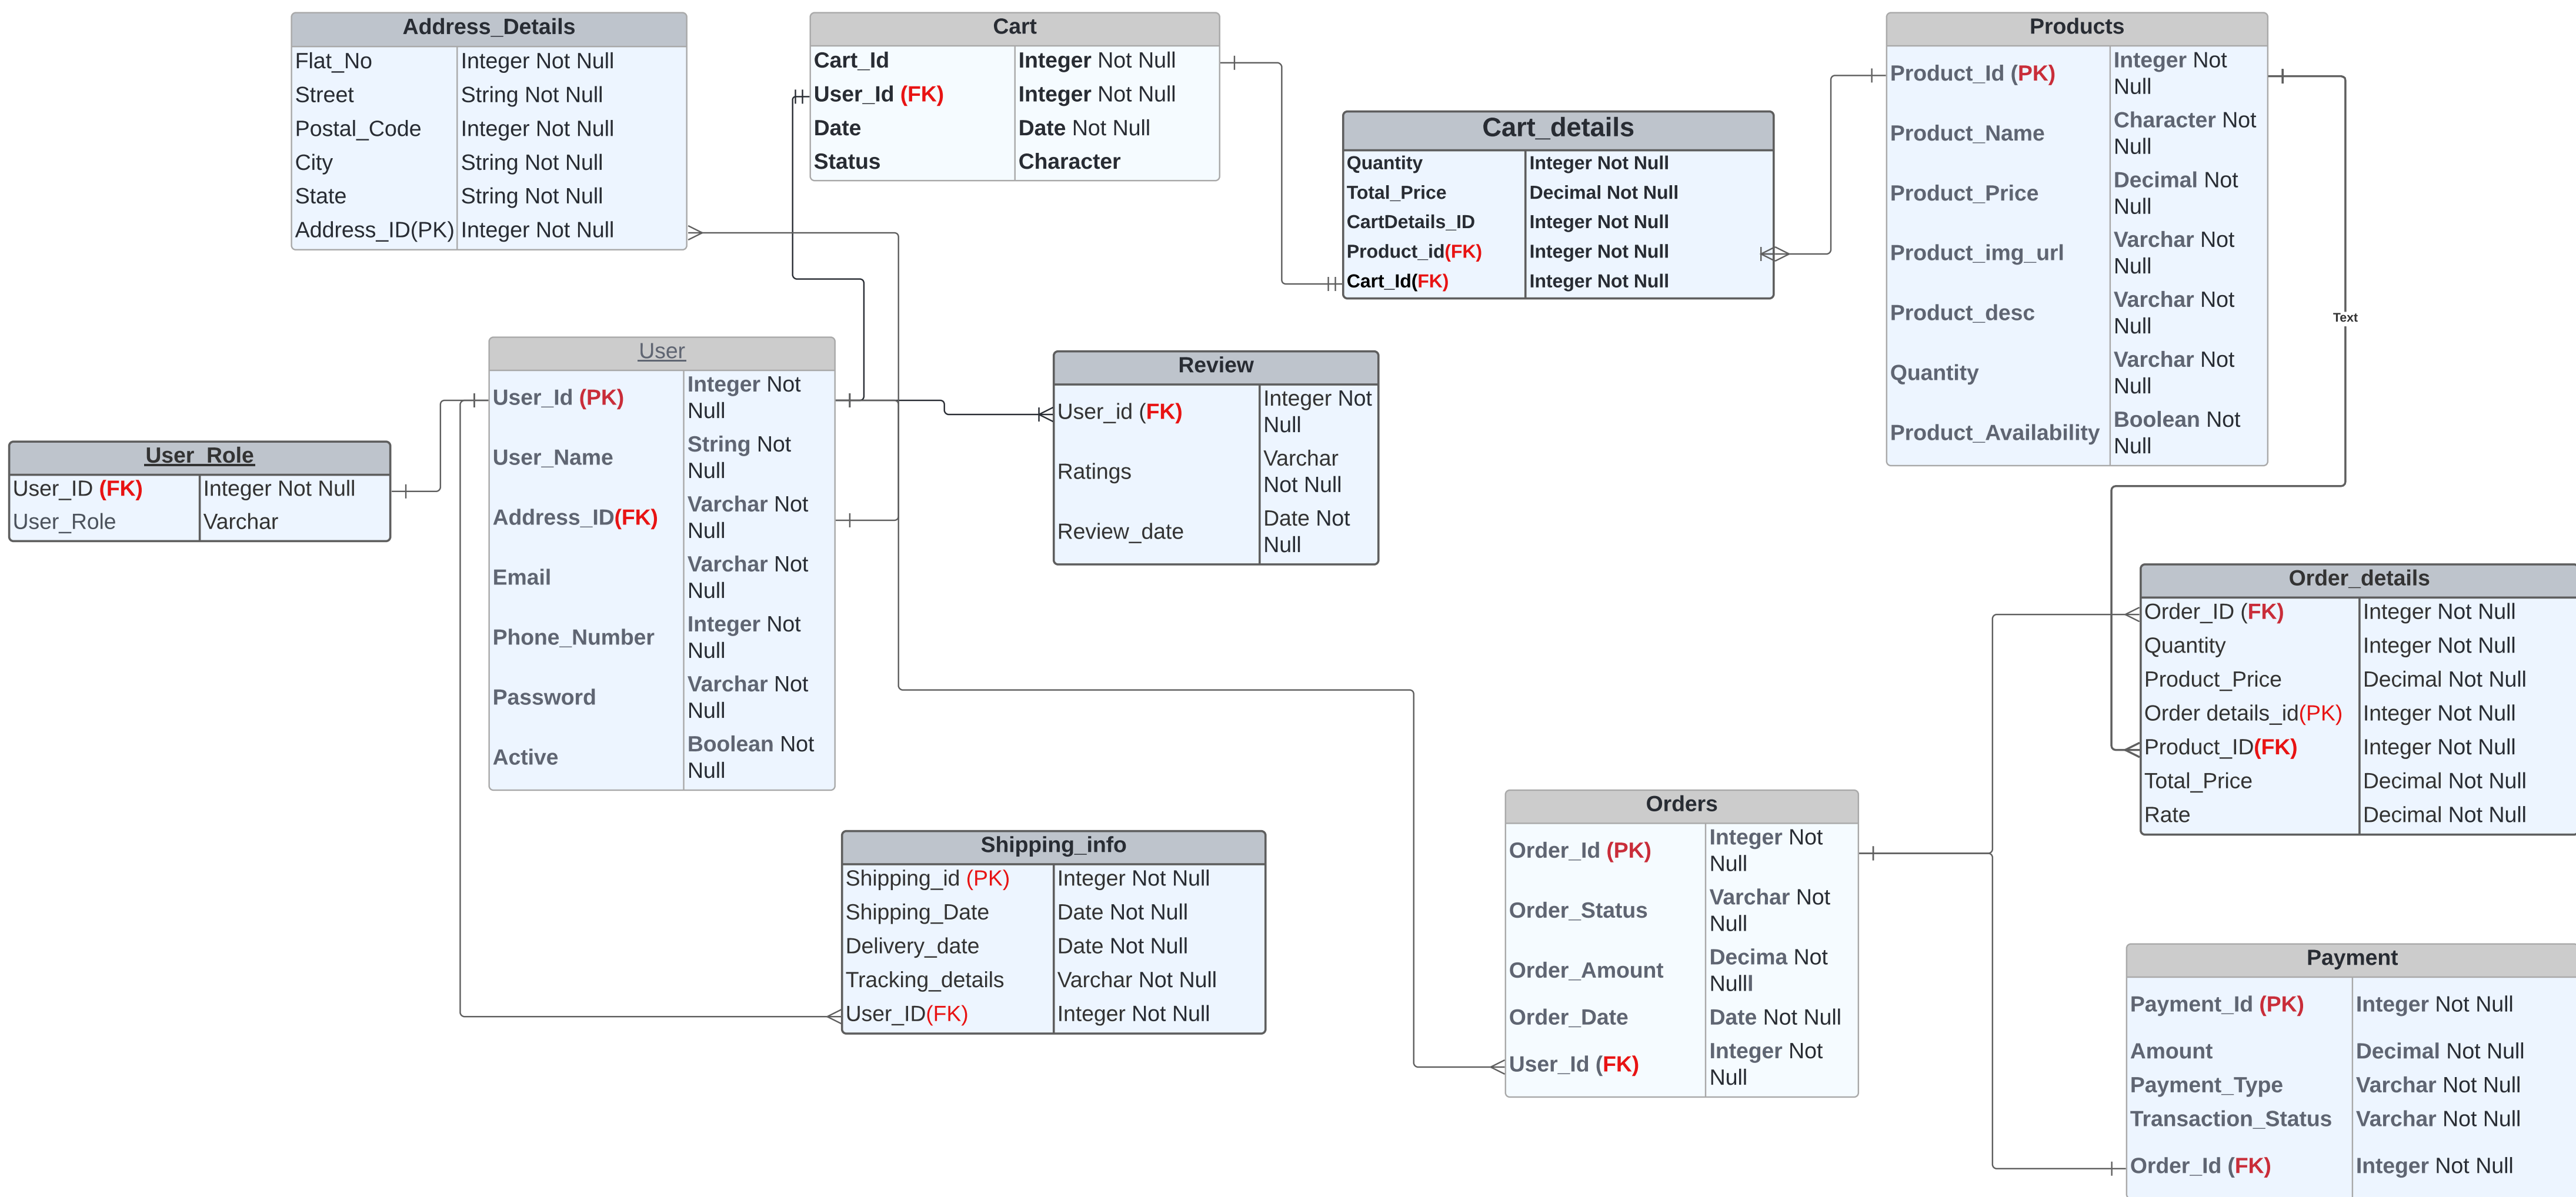 Address_Details
Flat_No Integer Not Null
Street String Not Null
Postal_Code Integer Not Null
City String Not Null
State String Not Null
Address_ID(PK) Integer Not Null
Cart
Cart_Id Integer Not Null
User_Id (FK) Integer Not Null
Date Date Not Null
Status Character
Cart_details
Quantity Integer Not Null
Total_Price Decimal Not Null
CartDetails_ID Integer Not Null
Product_id(FK) Integer Not Null
Cart_Id(FK) Integer Not Null
Products
Product_Id (PK) Integer Not
Null
Product_Name Character Not
Null
Product_Price Decimal Not
Null
Product_img_url Varchar Not
Null
Product_desc Varchar Not
Null
Quantity Varchar Not
Null
Product_Availability Boolean Not
Null
Text
User_Role
User_ID (FK) Integer Not Null
User_Role Varchar
User
User_Id (PK) Integer Not
Null
User_Name String Not
Null
Address_ID(FK) Varchar Not
Null
Email Varchar Not
Null
Phone_Number Integer Not
Null
Password Varchar Not
Null
Active Boolean Not
Null
Review
User_id (FK) Integer Not
Null
Ratings Varchar
Not Null
Review_date Date Not
Null
Order_details
Order_ID (FK) Integer Not Null
Quantity Integer Not Null
Product_Price Decimal Not Null
Order details_id(PK) Integer Not Null
Product_ID(FK) Integer Not Null
Total_Price Decimal Not Null
Rate Decimal Not Null
Shipping_info
Shipping_id (PK) Integer Not Null
Shipping_Date Date Not Null
Delivery_date Date Not Null
Tracking_details Varchar Not Null
User_ID(FK) Integer Not Null
Orders
Order_Id (PK) Integer Not
Null
Order_Status Varchar Not
Null
Order_Amount Decima Not
Nulll
Order_Date Date Not Null
User_Id (FK) Integer Not
Null
Payment
Payment_Id (PK) Integer Not Null
Amount Decimal Not Null
Payment_Type Varchar Not Null
Transaction_Status Varchar Not Null
Order_Id (FK) Integer Not Null